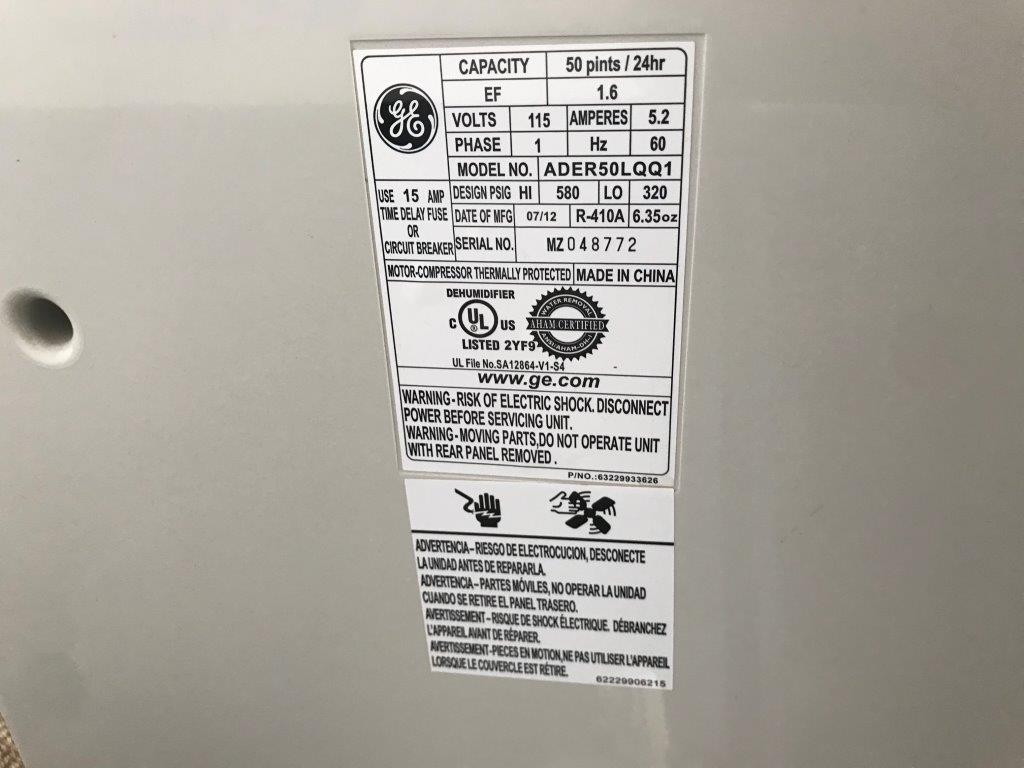 GE
CAPACITY 50 pints / 24hr
EF 1.6
VOLTS 115 AMPERES 5.2
PHASE 1 Hz 60
MODEL NO. ADER50LQQ1
USE 15 AMP
TIME DELAY FUSE
OR
CIRCUIT BREAKER
DESIGN PSIG HI 580 LO 320
DATE OF MFG 07/12 R-410A 6.35oz
SERIAL NO. MZ 048772
MOTOR-COMPRESSOR THERMALLY PROTECTED MADE IN CHINA
DEHUMIDIFIER
C UL US
LISTED 2YF9
WATER REMOVAL
AHAM CERTIFIED
UL File No.SA12864-V1-S4
www.ge.com
WARNING-RISK OF ELECTRIC SHOCK. DISCONNECT
POWER BEFORE SERVICING UNIT.
WARNING-MOVING PARTS,DO NOT OPERATE UNIT
WITH REAR PANEL REMOVED.
P/NO.:63229933626
ADVERTENCIA-RIESGO DE ELECTROCUCION, DESCONECTE
LA UNIDAD ANTES DE REPARARLA.
ADVERTENCIA-PARTES MÓVILES, NO OPERAR LA UNIDAD
CUANDO SE RETIRE EL PANEL TRASERO.
AVERTISSEMENT-RISQUE DE SHOCK ÉLECTRIQUE. DÉBRANCHEZ
L'APPAREIL AVANT DE RÉPARER.
AVERTISSEMENT-PIECES EN MOTION,NE PAS UTILISER L'APPAREIL
LORSQUE LE COUVERCLE EST RÉTIRE.
62229906215